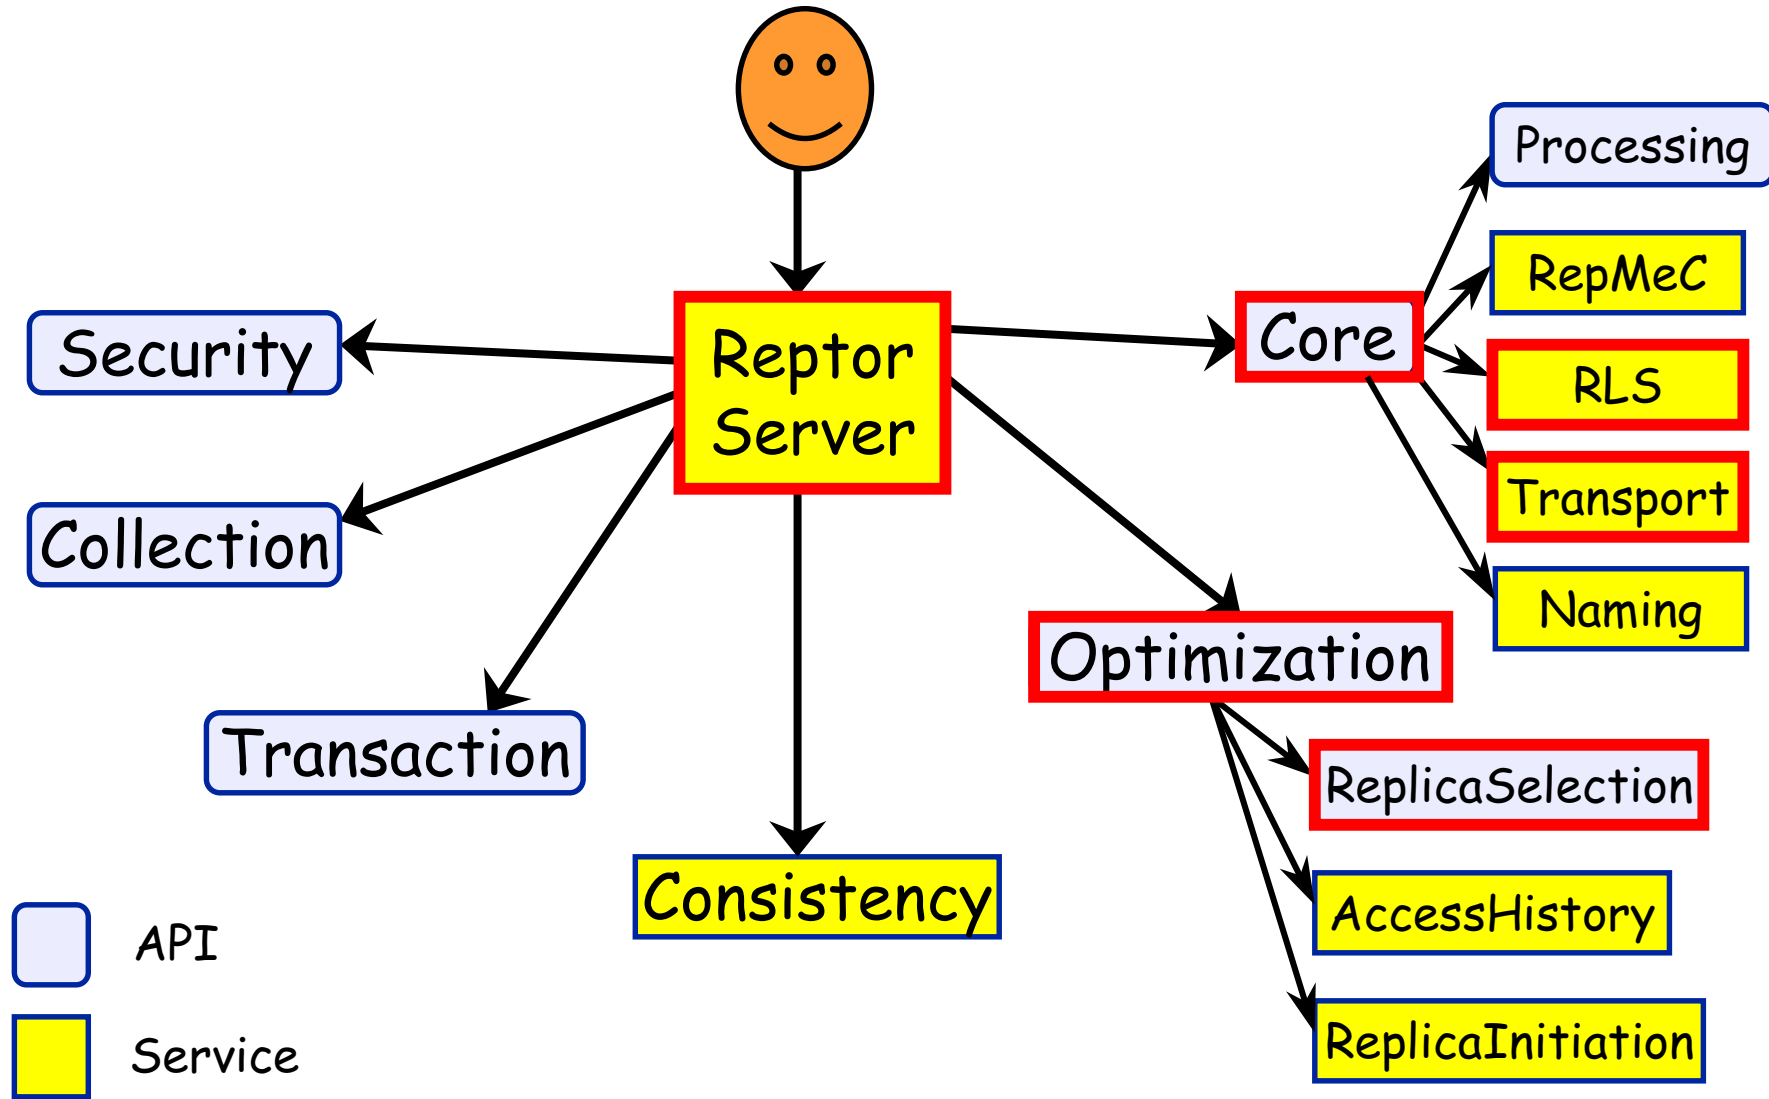 Processing
RepMeC
Security
Reptor
Server
Core
RLS
Transport
Collection
Naming
Optimization
Transaction
ReplicaSelection
Consistency
AccessHistory
API
ReplicaInitiation
Service